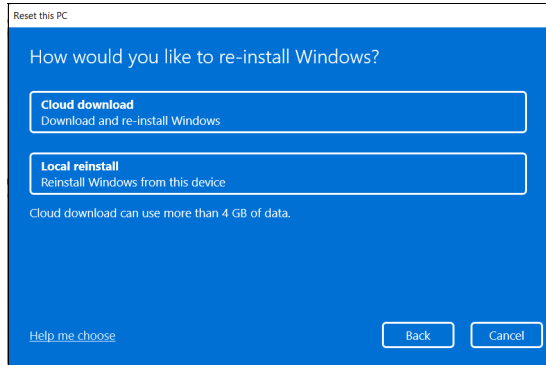 Reset this PC
How would you like to re-install Windows?
Cloud download
Download and re-install Windows
Local reinstall
Reinstall Windows from this device
Cloud download can use more than 4 GB of data.
Help me choose
Back
Cancel